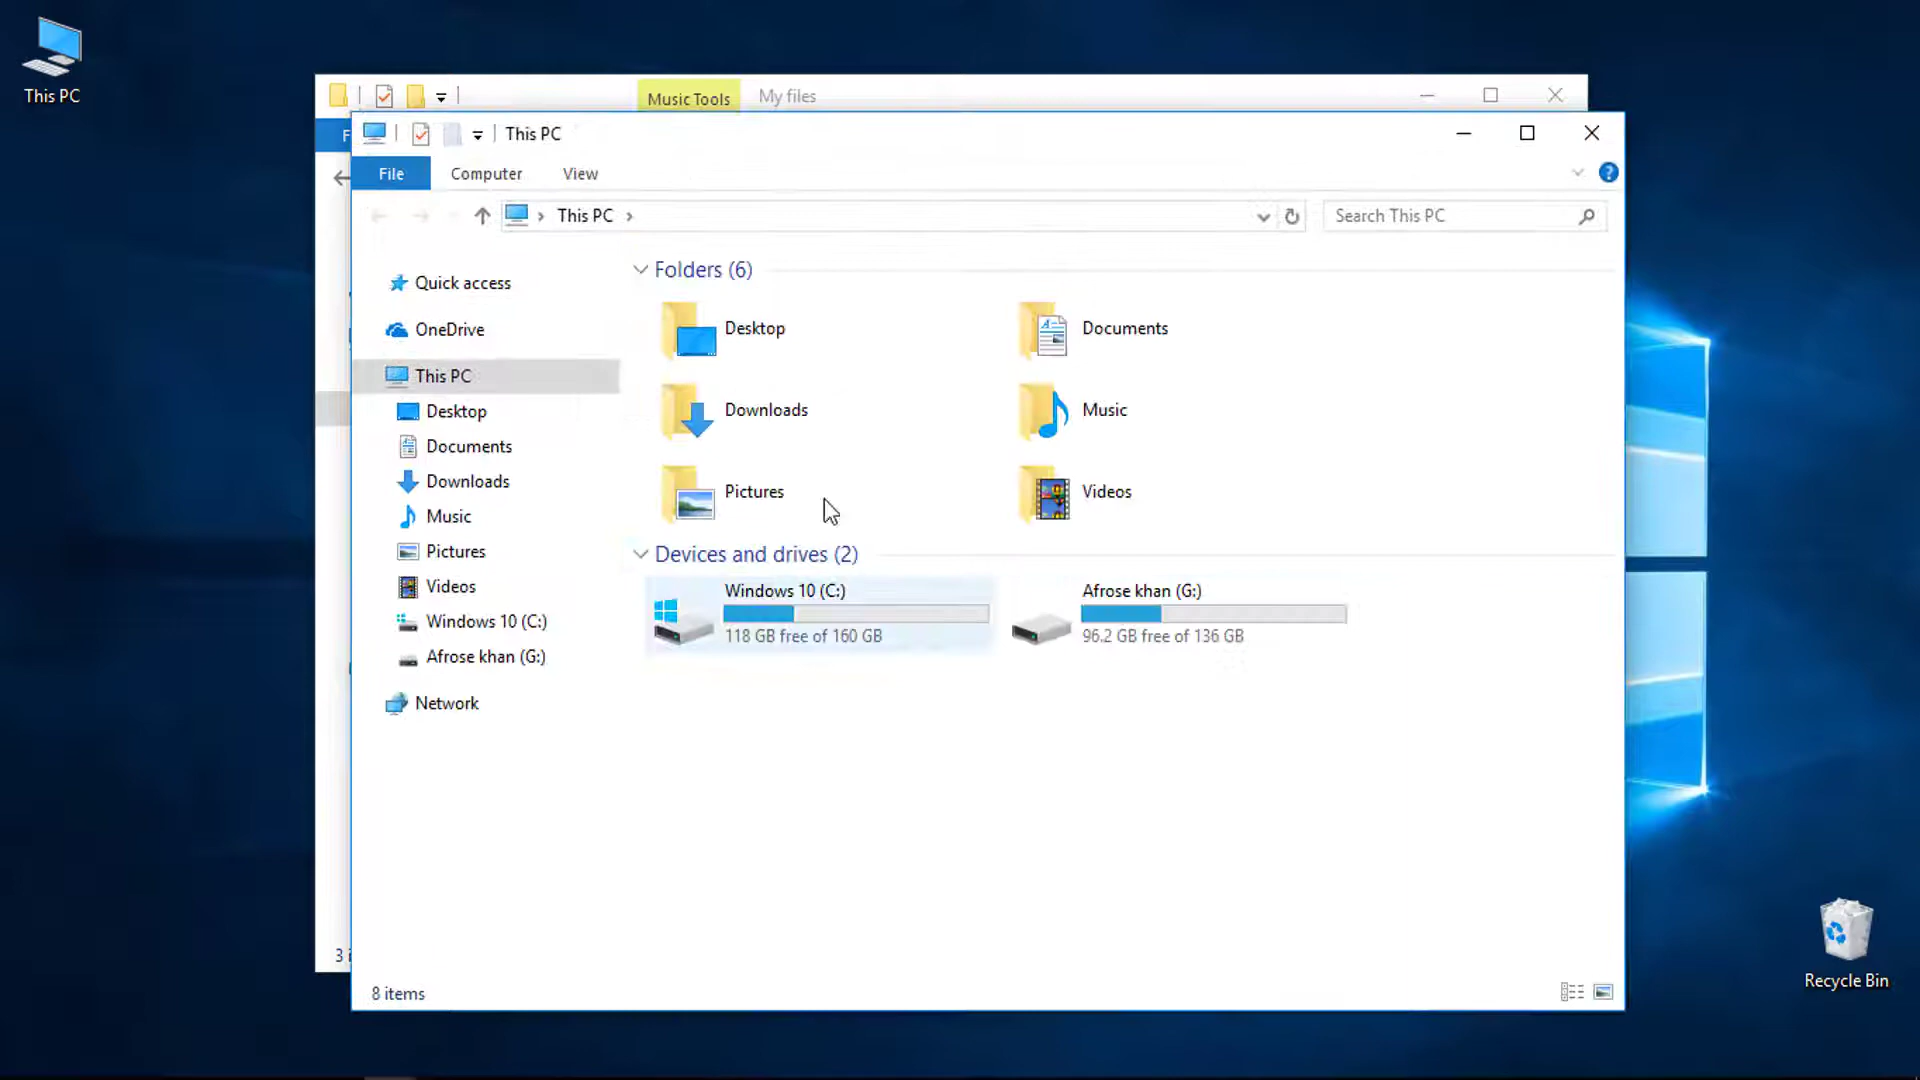 This PC
Music Tools My files
F
This PC
File Computer View
This PC
Search This PC
Quick access
OneDrive
This PC
Desktop
Documents
Downloads
Music
Pictures
Videos
Windows 10 (C:)
Afrose khan (G:)
Network
Folders (6)
Desktop
Documents
Downloads
Music
Pictures
Videos
Devices and drives (2)
Windows 10 (C:)
118 GB free of 160 GB
Afrose khan (G:)
96.2 GB free of 136 GB
3 i
8 items
Recycle Bin